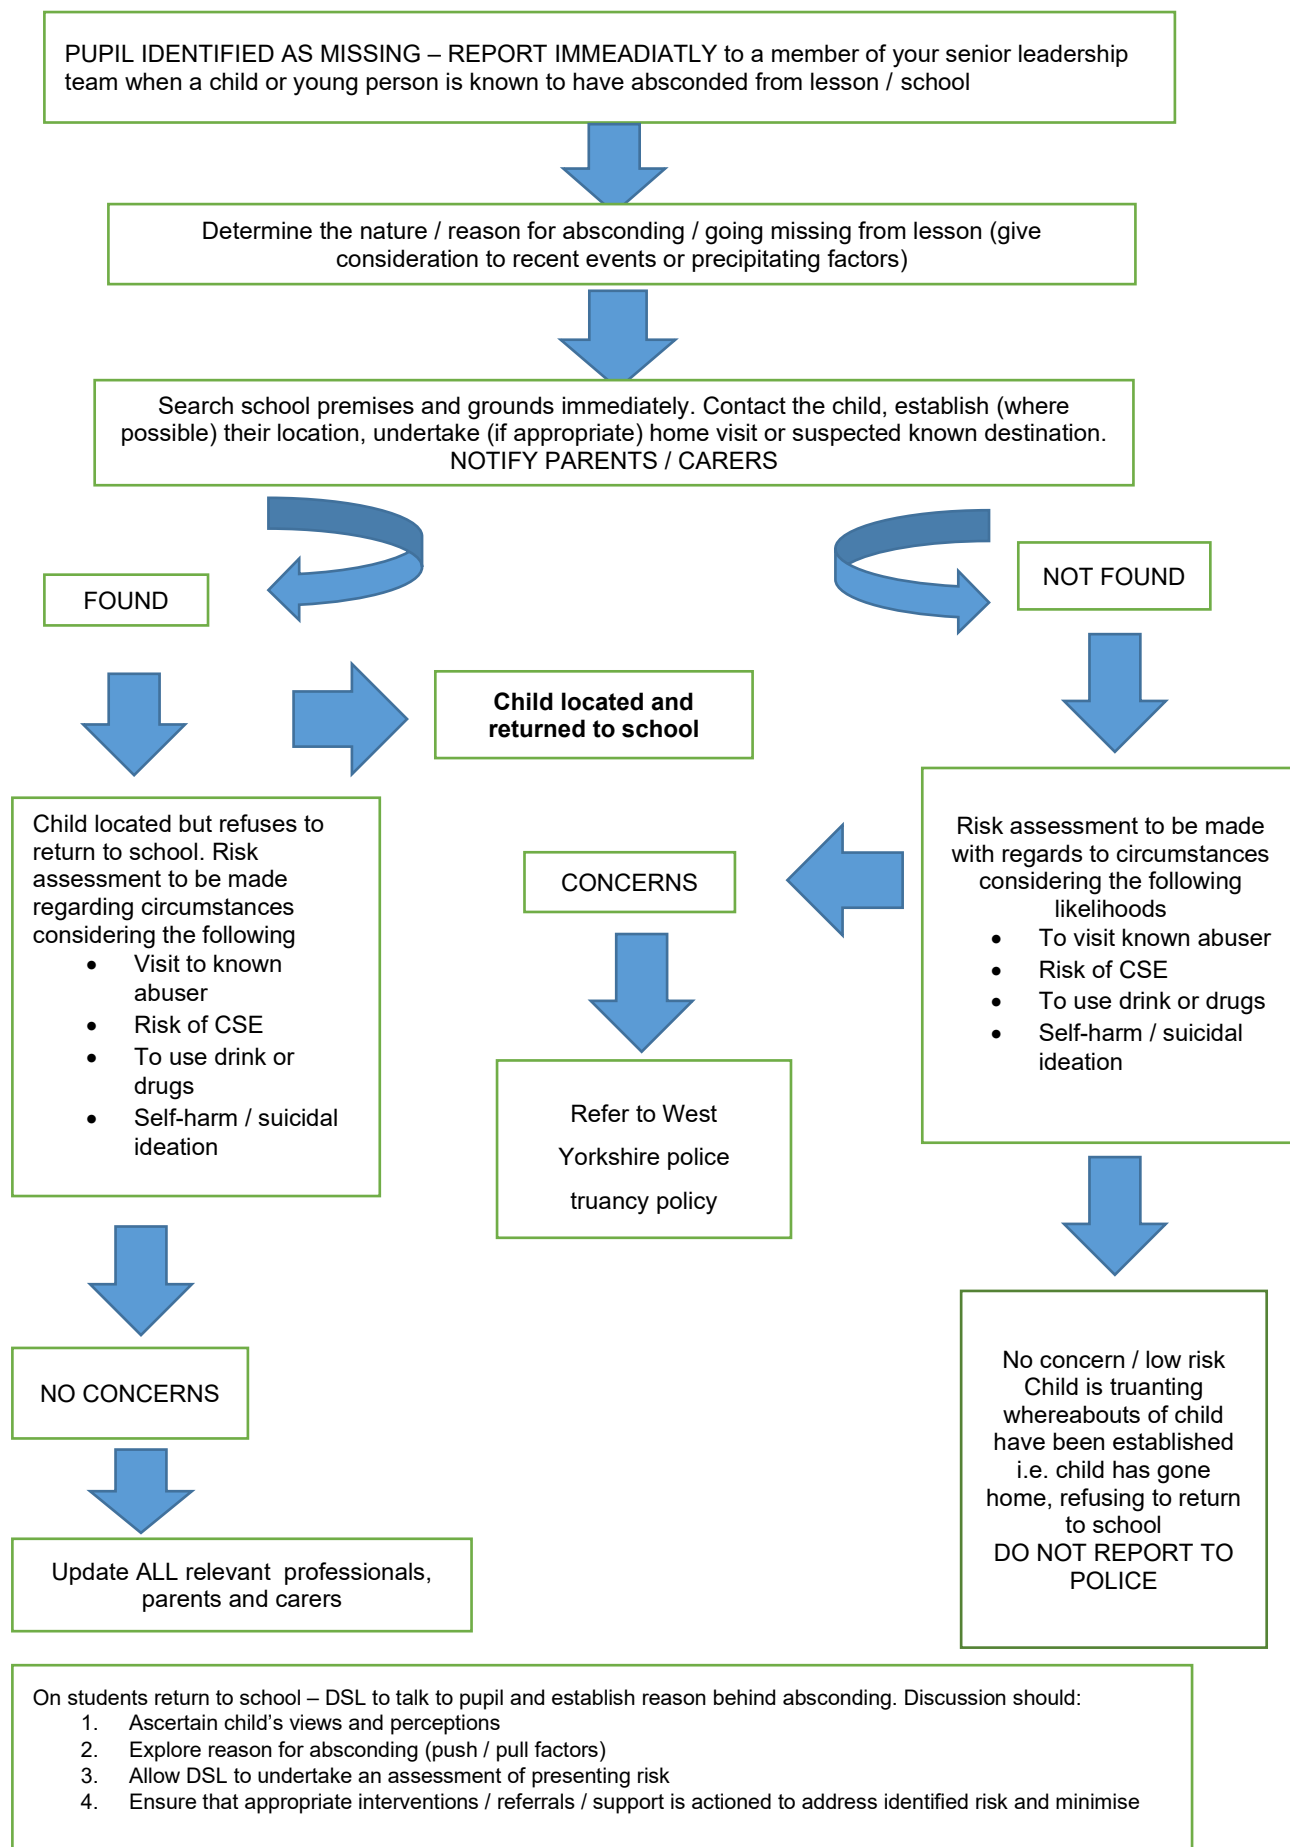 PUPIL IDENTIFIED AS MISSING – REPORT IMMEADIATLY to a member of your senior leadership
team when a child or young person is known to have absconded from lesson / school
Determine the nature / reason for absconding / going missing from lesson (give
consideration to recent events or precipitating factors)
Search school premises and grounds immediately. Contact the child, establish (where
possible) their location, undertake (if appropriate) home visit or suspected known destination.
NOTIFY PARENTS / CARERS
FOUND
NOT FOUND
Child located and
returned to school
Child located but refuses to
return to school. Risk
assessment to be made
regarding circumstances
considering the following
• Visit to known
abuser
• Risk of CSE
• To use drink or
drugs
• Self-harm / suicidal
ideation
CONCERNS
Risk assessment to be made
with regards to circumstances
considering the following
likelihoods
• To visit known abuser
• Risk of CSE
• To use drink or drugs
• Self-harm / suicidal
ideation
Refer to West
Yorkshire police
truancy policy
NO CONCERNS
No concern / low risk
Child is truanting
whereabouts of child
have been established
i.e. child has gone
home, refusing to return
to school
DO NOT REPORT TO
POLICE
Update ALL relevant professionals,
parents and carers
On students return to school – DSL to talk to pupil and establish reason behind absconding. Discussion should:
1. Ascertain child's views and perceptions
2. Explore reason for absconding (push / pull factors)
3. Allow DSL to undertake an assessment of presenting risk
4. Ensure that appropriate interventions / referrals / support is actioned to address identified risk and minimise